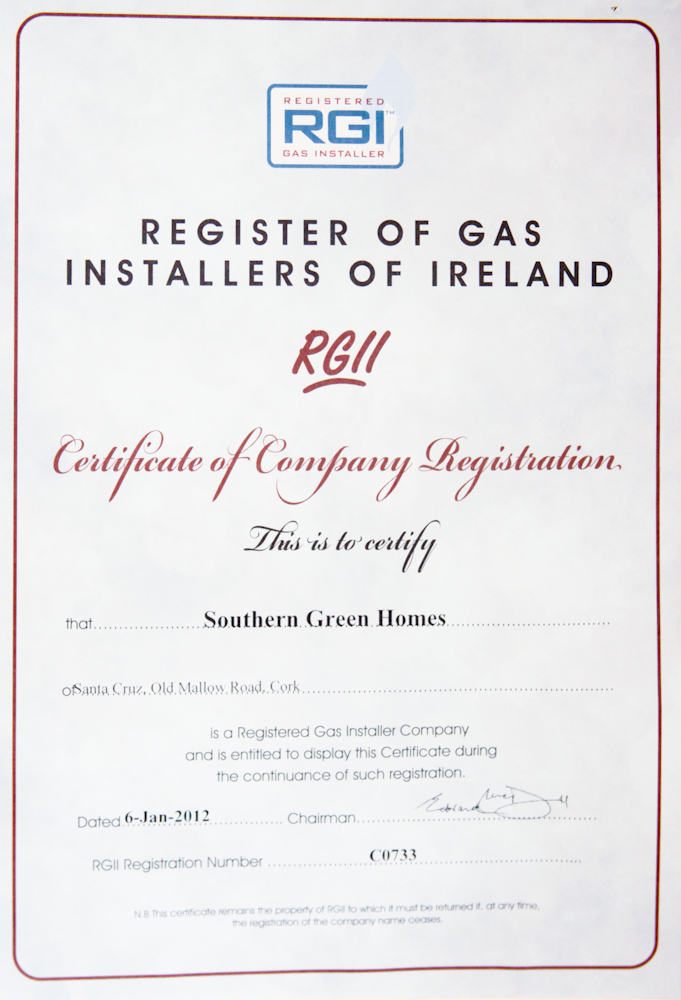 REGISTERED
RGI™
GAS INSTALLER
REGISTER OF GAS
INSTALLERS OF IRELAND
RGII
Certificate of Company Registration
This is to certify
that....................Southern Green Homes..............................
of Santa Cruz, Old Mallow Road, Cork..............................
is a Registered Gas Installer Company
and is entitled to display this Certificate during
the continuance of such registration.
Dated 6-Jan-2012 .............. Chairman..............................
RGII Registration Number .................... C0733 ..............................
N.B This certificate remains the property of RGII to which it must be returned if, at any time,
the registration of the company name ceases.